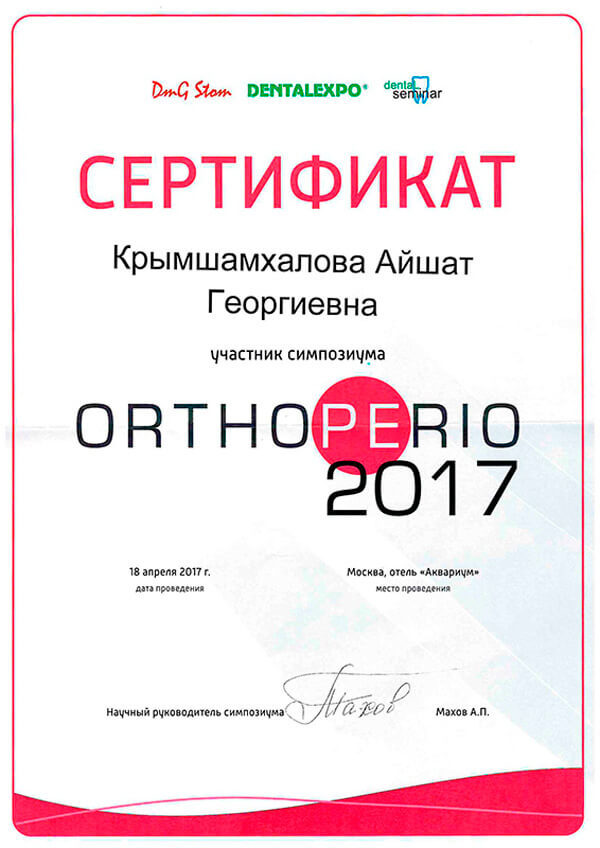 DmG Stom DENTALEXPO® dental seminar
СЕРТИФИКАТ
Крымшамхалова Айшат
Георгиевна
участник симпозиума
ORTHOPERIO
2017
18 апреля 2017 г. Москва, отель «Аквариум»
дата проведения место проведения
Научный руководитель симпозиума Махов Махов А.П.